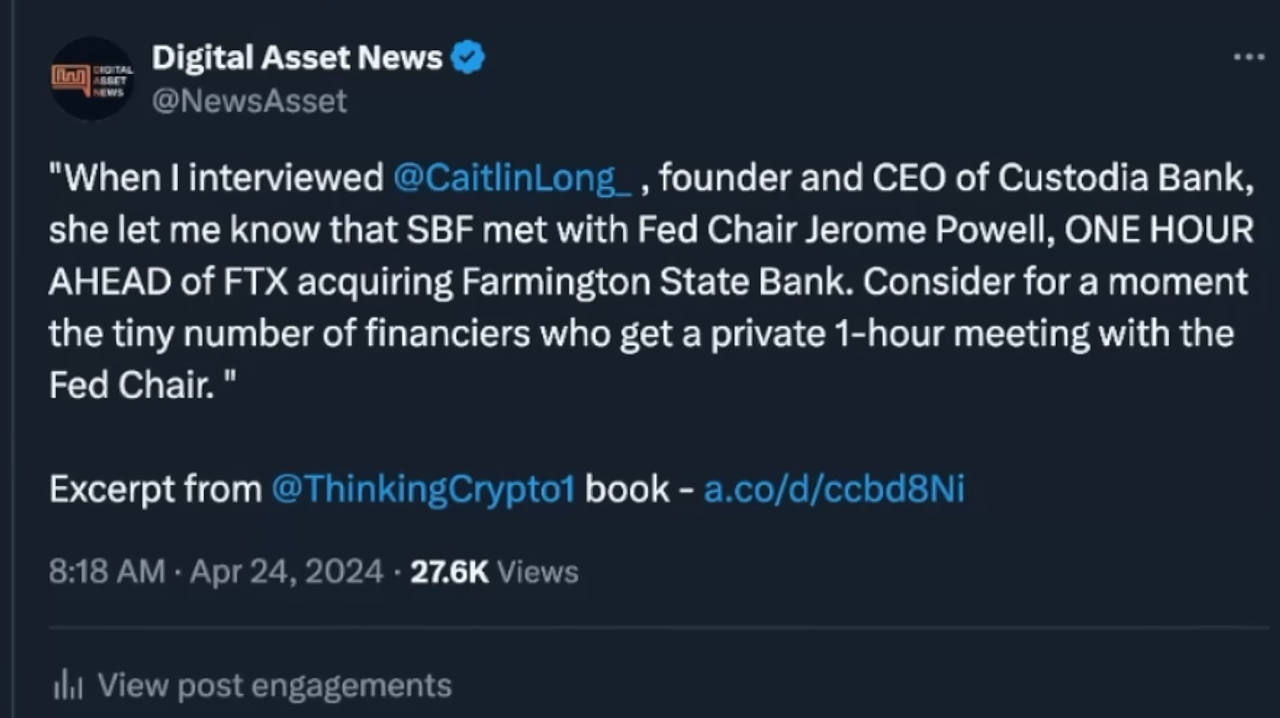 Digital Asset News
@NewsAsset
DIGITAL
ASSET
NEWS
"When I interviewed @CaitlinLong_ , founder and CEO of Custodia Bank,
she let me know that SBF met with Fed Chair Jerome Powell, ONE HOUR
AHEAD of FTX acquiring Farmington State Bank. Consider for a moment
the tiny number of financiers who get a private 1-hour meeting with the
Fed Chair. "
Excerpt from @ThinkingCrypto1 book - a.co/d/ccbd8Ni
8:18 AM · Apr 24, 2024 · 27.6K Views
View post engagements